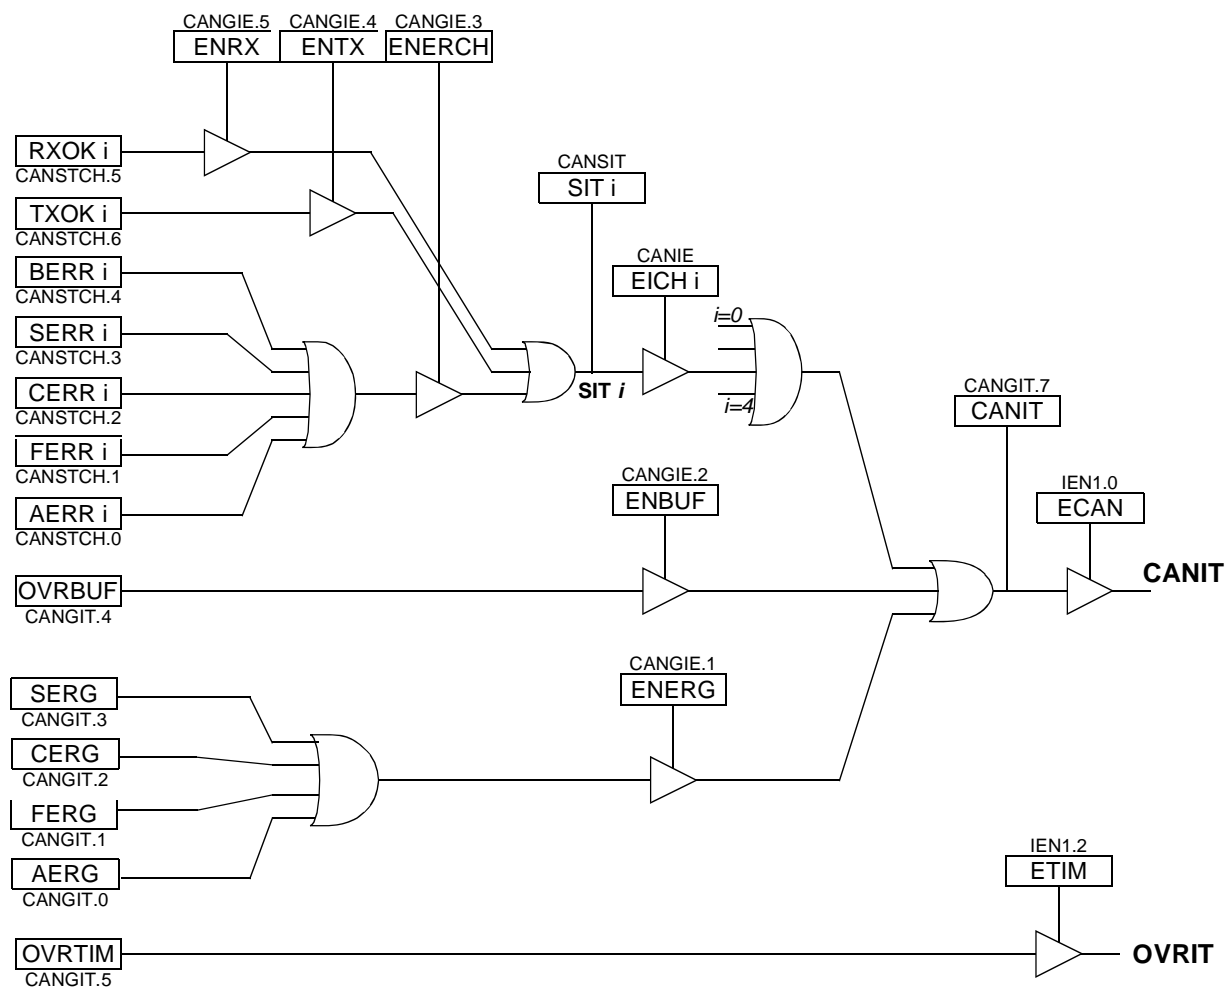 CANGIE.5 CANGIE.4 CANGIE.3
ENRX ENTX ENERCH
RXOK i
CANSTCH.5
TXOK i
CANSTCH.6
BERR i
CANSTCH.4
SERR i
CANSTCH.3
CERR i
CANSTCH.2
FERR i
CANSTCH.1
AERR i
CANSTCH.0
CANSIT
SIT i
SIT i
CANIE
EICH i
i=0
i=4
CANGIT.7
CANIT
IEN1.0
ECAN
CANIT
CANGIE.2
ENBUF
OVRBUF
CANGIT.4
CANGIE.1
ENERG
SERG
CANGIT.3
CERG
CANGIT.2
FERG
CANGIT.1
AERG
CANGIT.0
IEN1.2
ETIM
OVRTIM
CANGIT.5
OVRIT